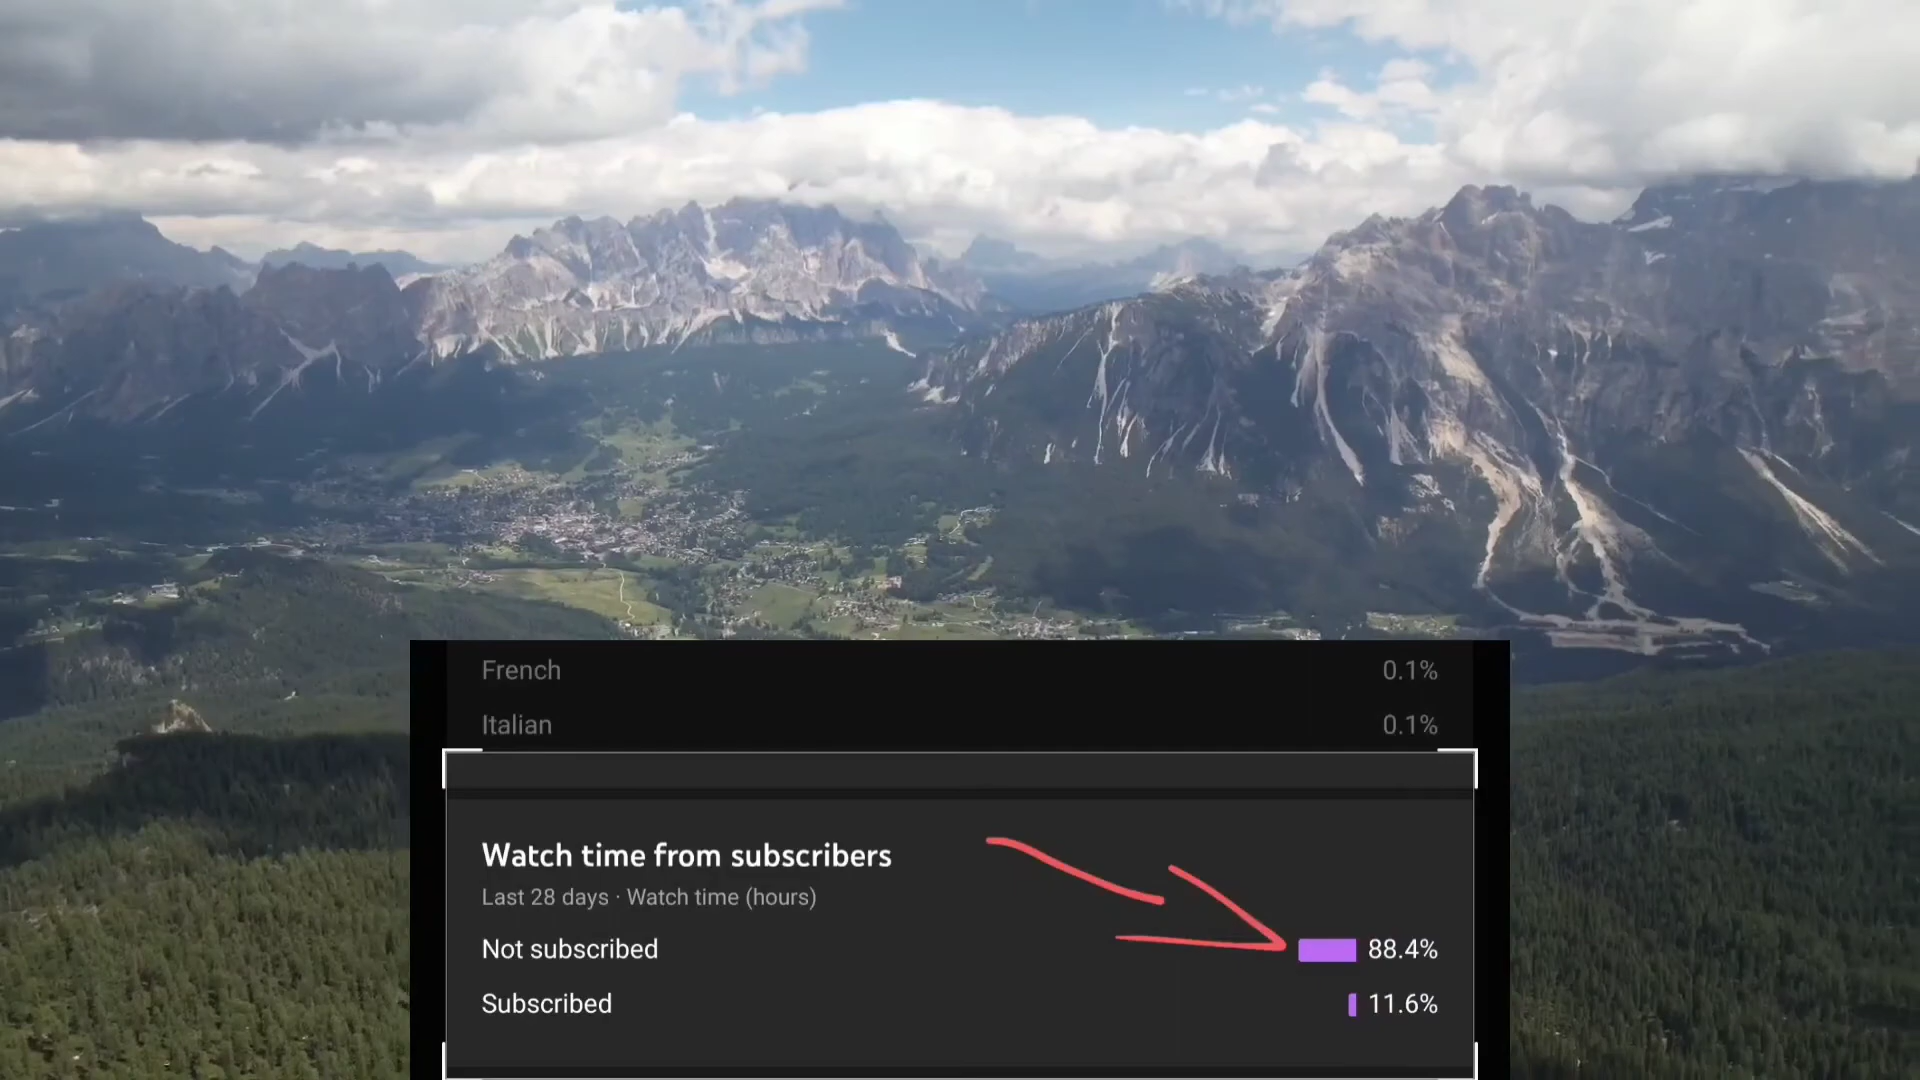 French 0.1%
Italian 0.1%
Watch time from subscribers
Last 28 days · Watch time (hours)
Not subscribed 88.4%
Subscribed 11.6%